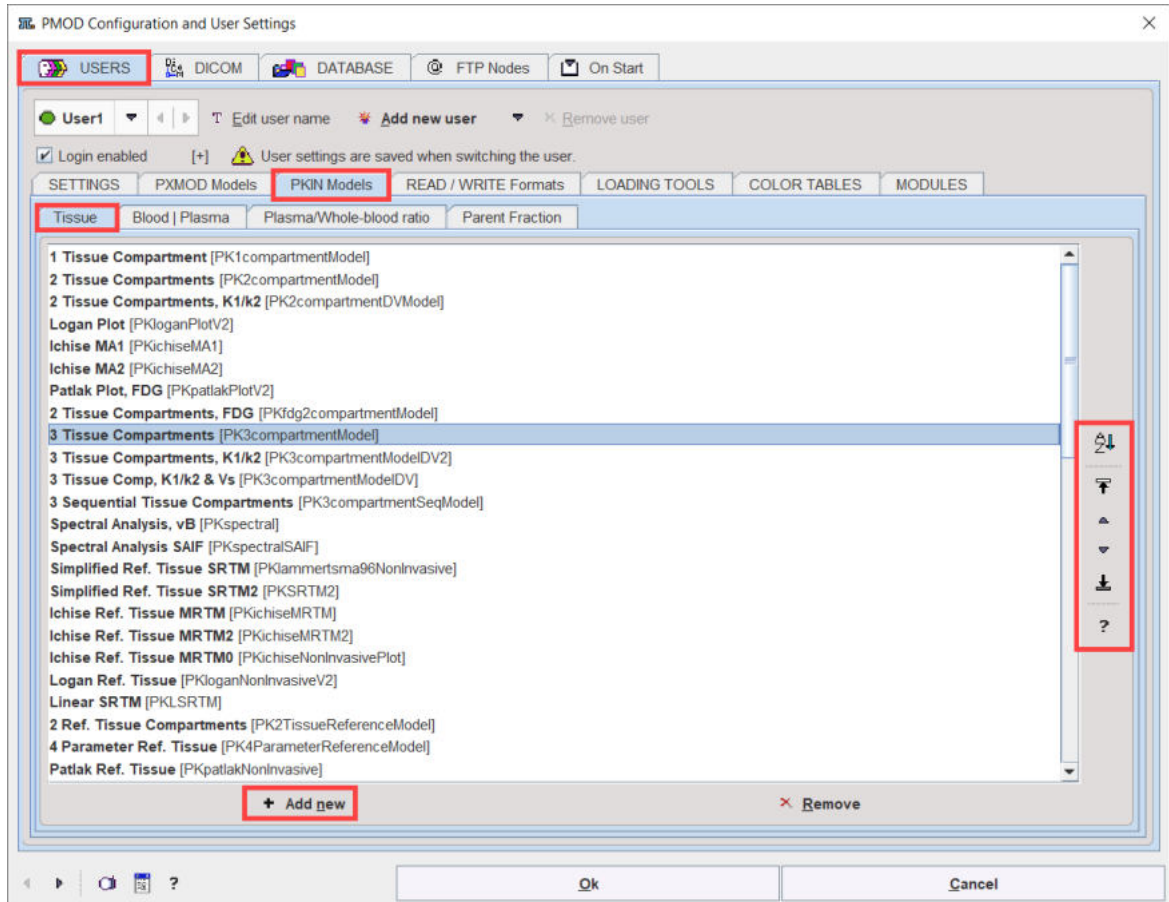 PMOD Configuration and User Settings
USERS DICOM DATABASE FTP Nodes On Start
User1 T Edit user name Add new user Remove user
Login enabled [+] User settings are saved when switching the user.
SETTINGS PXMOD Models PKIN Models READ / WRITE Formats LOADING TOOLS COLOR TABLES MODULES
Tissue Blood | Plasma Plasma/Whole-blood ratio Parent Fraction
1 Tissue Compartment [PK1compartmentModel]
2 Tissue Compartments [PK2compartmentModel]
2 Tissue Compartments, K1/k2 [PK2compartmentDVModel]
Logan Plot [PKloganPlotV2]
Ichise MA1 [PKichiseMA1]
Ichise MA2 [PKichiseMA2]
Patlak Plot, FDG [PKpatlakPlotV2]
2 Tissue Compartments, FDG [PKfdg2compartmentModel]
3 Tissue Compartments [PK3compartmentModel]
3 Tissue Compartments, K1/k2 [PK3compartmentModelDV2]
3 Tissue Comp, K1/k2 & Vs [PK3compartmentModelDV]
3 Sequential Tissue Compartments [PK3compartmentSeqModel]
Spectral Analysis, vB [PKspectral]
Spectral Analysis SAIF [PKspectralSAIF]
Simplified Ref. Tissue SRTM [PKlammertsma96NonInvasive]
Simplified Ref. Tissue SRTM2 [PKSRTM2]
Ichise Ref. Tissue MRTM [PKichiseMRTM]
Ichise Ref. Tissue MRTM2 [PKichiseMRTM2]
Ichise Ref. Tissue MRTM0 [PKichiseNonInvasivePlot]
Logan Ref. Tissue [PKloganNonInvasiveV2]
Linear SRTM [PKLSRTM]
2 Ref. Tissue Compartments [PK2TissueReferenceModel]
4 Parameter Ref. Tissue [PK4ParameterReferenceModel]
Patlak Ref. Tissue [PKpatlakNonInvasive]
A
Z
?
+ Add new Remove
? Ok Cancel